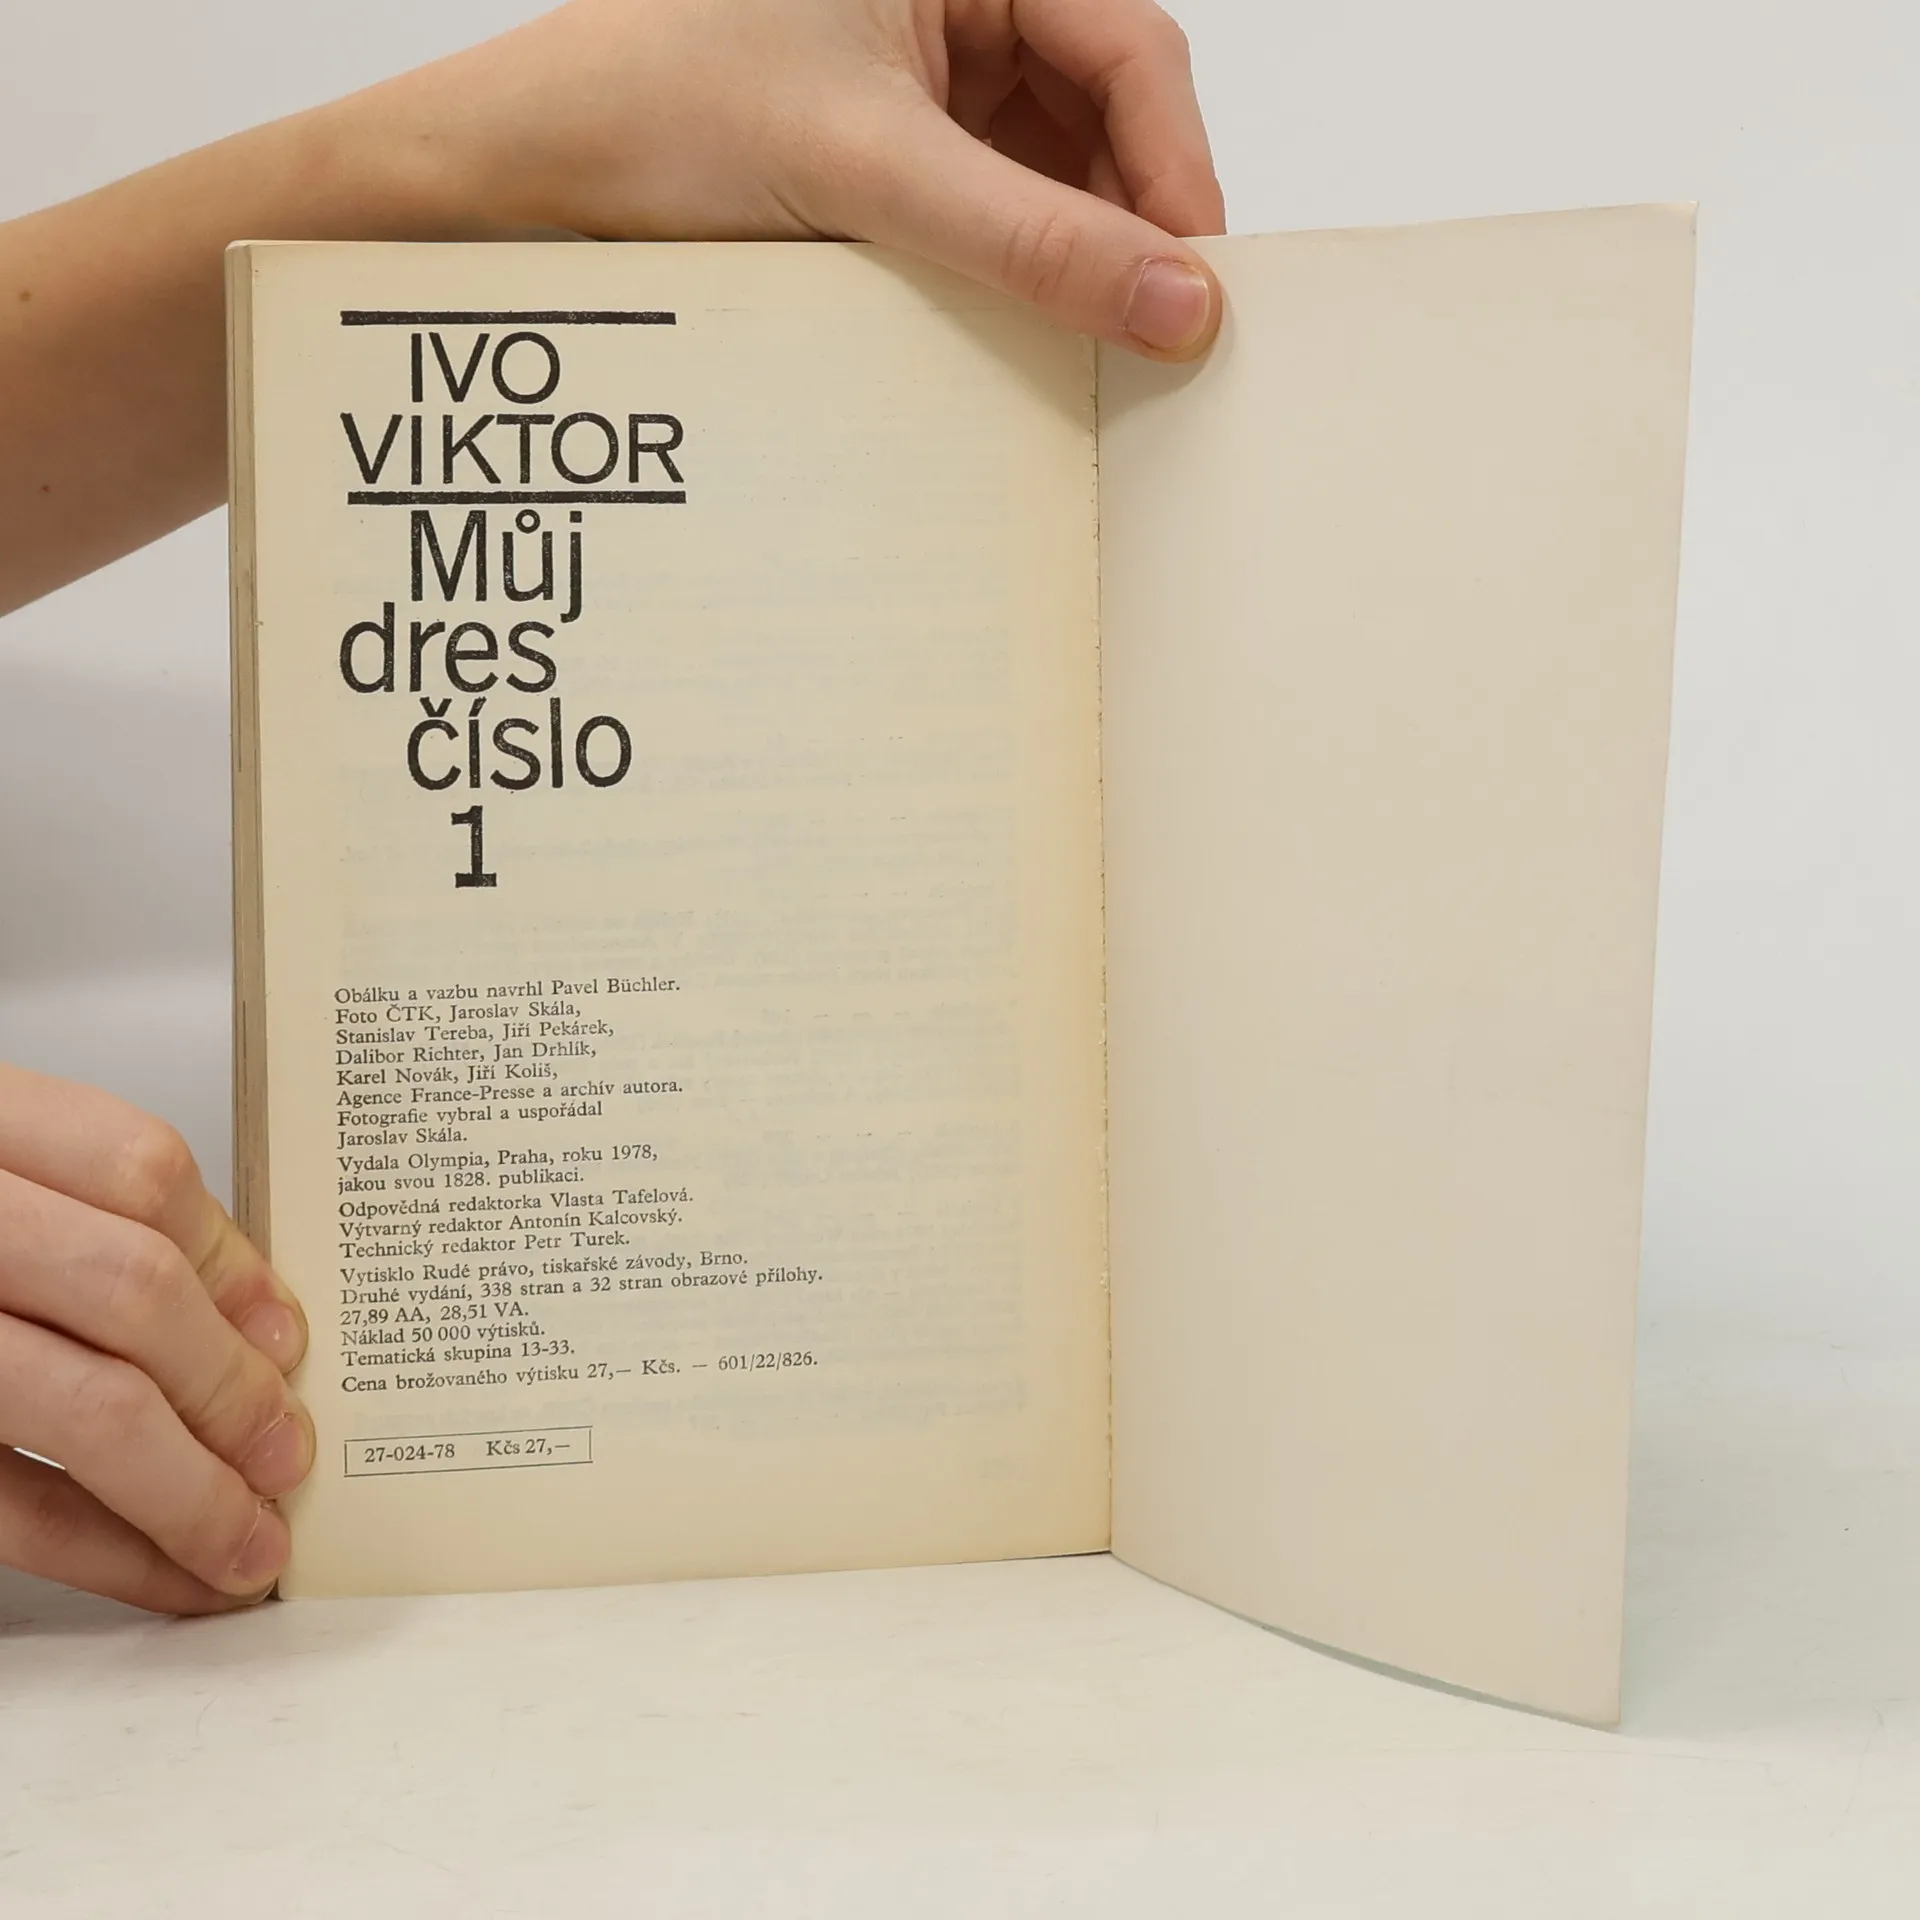 IVO
VIKTOR
Můj
dres
číslo
1
Obálku a vazbu navrhl Pavel Büchler.
Foto ČTK, Jaroslav Skála,
Stanislav Tereba, Jiří Pekárek,
Dalibor Richter, Jan Drhlík,
Karel Novák, Jiří Koliš,
Agence France-Presse a archív autora.
Fotografie vybral a uspořádal
Jaroslav Skála.
Vydala Olympia, Praha, roku 1978,
jakou svou 1828. publikaci.
Odpovědná redaktorka Vlasta Tafelová.
Výtvarný redaktor Antonín Kalcovský.
Technický redaktor Petr Turek.
Vytisklo Rudé právo, tiskařské závody, Brno.
Druhé vydání, 338 stran a 32 stran obrazové přílohy.
27,89 AA, 28,51 VA.
Náklad 50 000 výtisků.
Tematická skupina 13-33.
Cena brožovaného výtisku 27,— Kčs. — 601/22/826.
27-024-78 Kčs 27,—